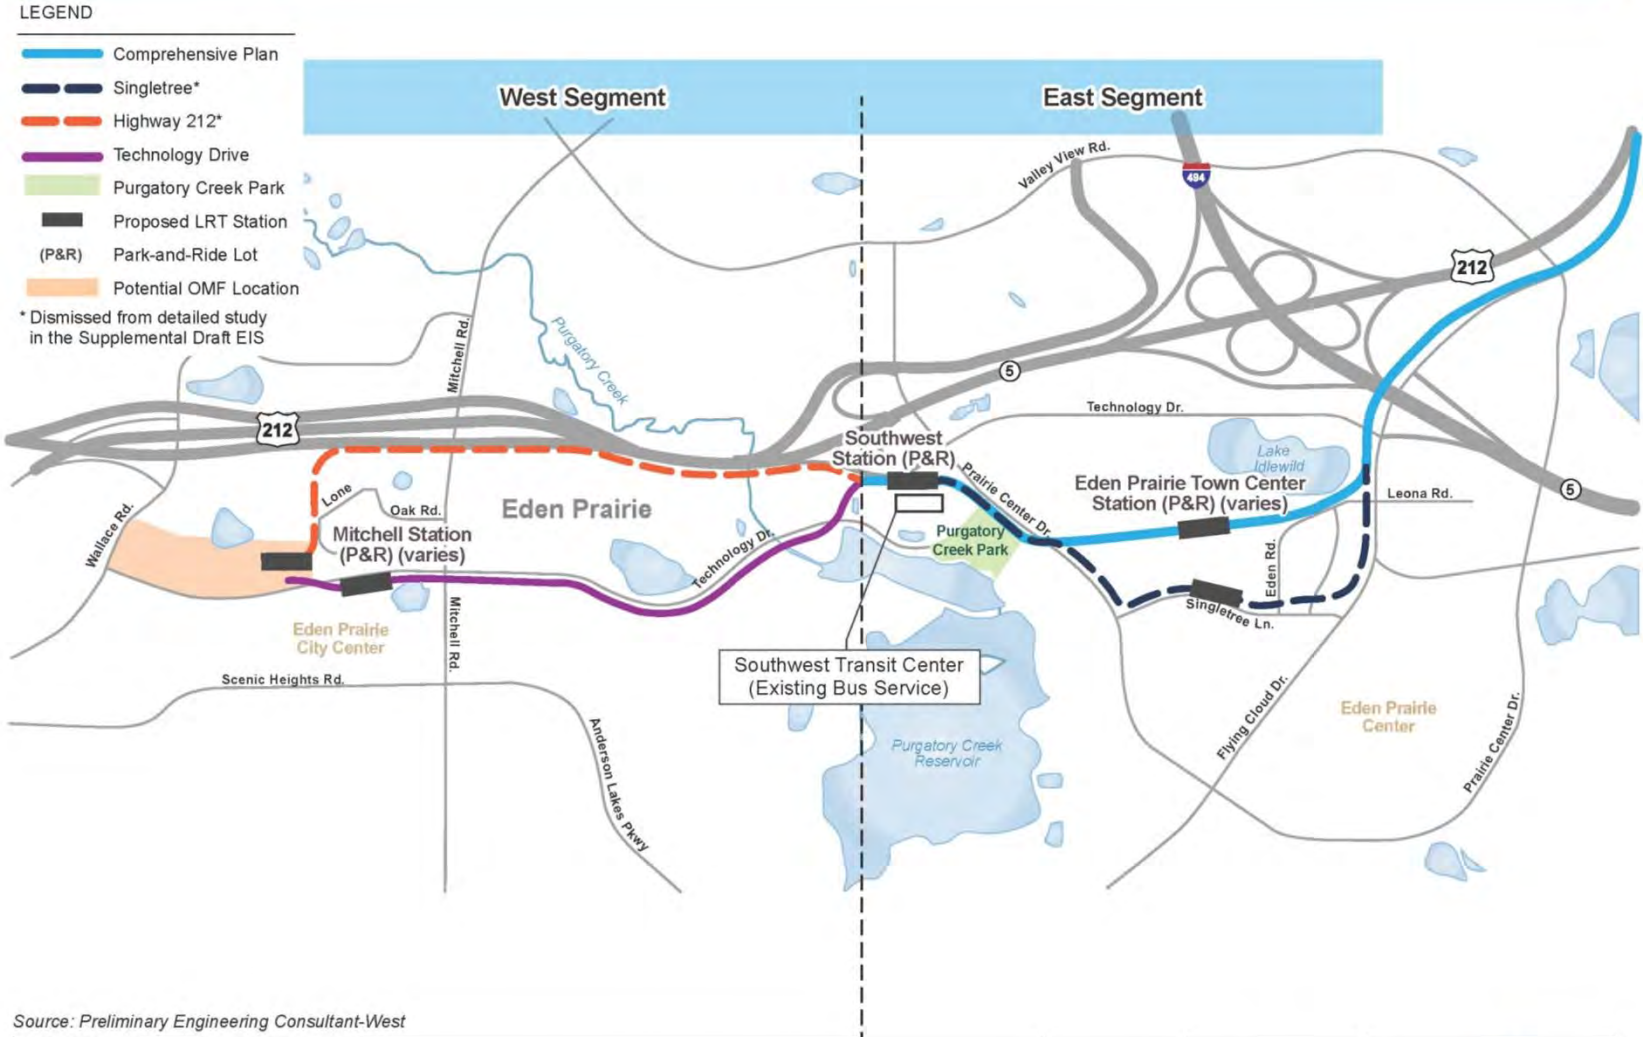 LEGEND
Comprehensive Plan
Singletree*
Highway 212*
Technology Drive
Purgatory Creek Park
Proposed LRT Station
(P&R) Park-and-Ride Lot
Potential OMF Location
* Dismissed from detailed study
in the Supplemental Draft EIS
West Segment
East Segment
Valley View Rd.
494
212
Mitchell Rd.
Purgatory Creek
5
212
Technology Dr.
Southwest
Station (P&R)
Lake
Idlewild
Prairie Center Dr.
Eden Prairie Town Center
Station (P&R) (varies)
Leona Rd.
5
Lone
Oak Rd.
Eden Prairie
Wallace Rd.
Mitchell Station
(P&R) (varies)
Technology Dr.
Purgatory
Creek Park
Eden Rd.
Singletree Ln.
Eden Prairie
City Center
Mitchell Rd.
Southwest Transit Center
(Existing Bus Service)
Scenic Heights Rd.
Anderson Lakes Pkwy
Purgatory Creek
Reservoir
Flying Cloud Dr.
Eden Prairie
Center
Prairie Center Dr.
Source: Preliminary Engineering Consultant-West